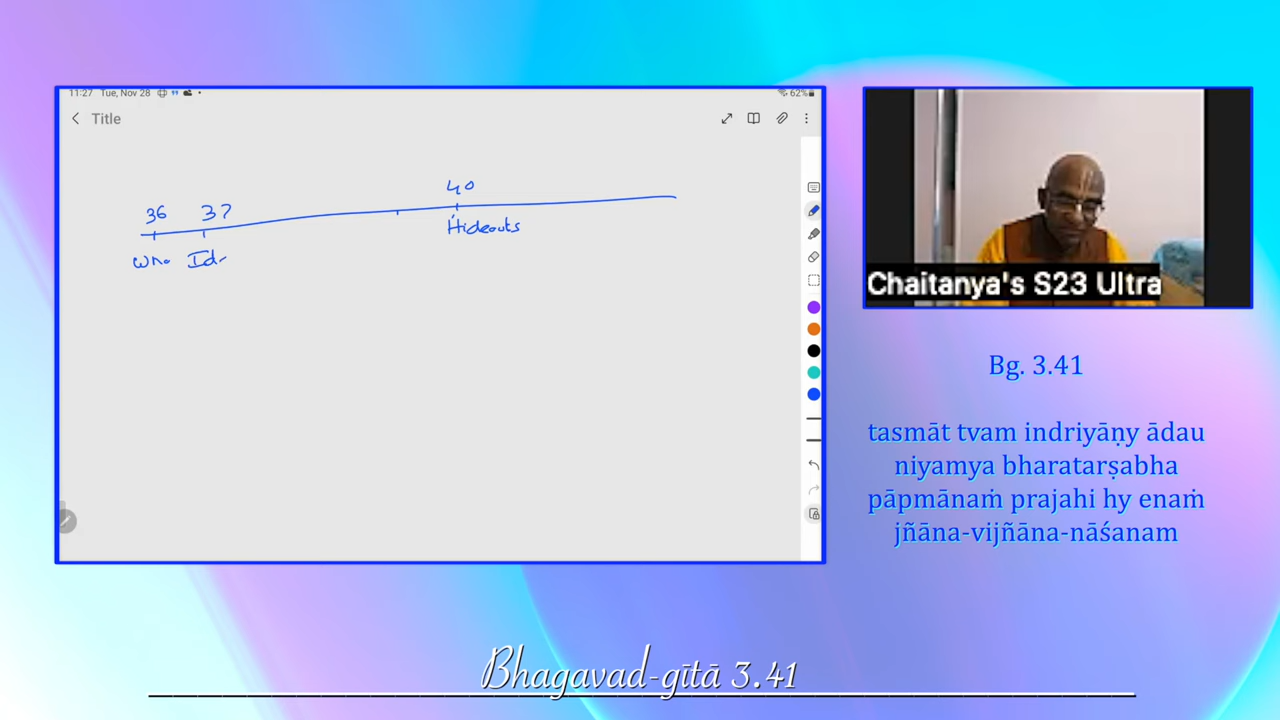 11:27 Tue, Nov 28
62%
Title
40
36 37
Hideouts
who Id
Chaitanya's S23 Ultra
Bg. 3.41
tasmāt tvam indriyāṇy ādau
niyamya bharatarṣabha
pāpmānaṁ prajahi hy enaṁ
jñāna-vijñāna-nāśanam
Bhagavad-gītā 3.41